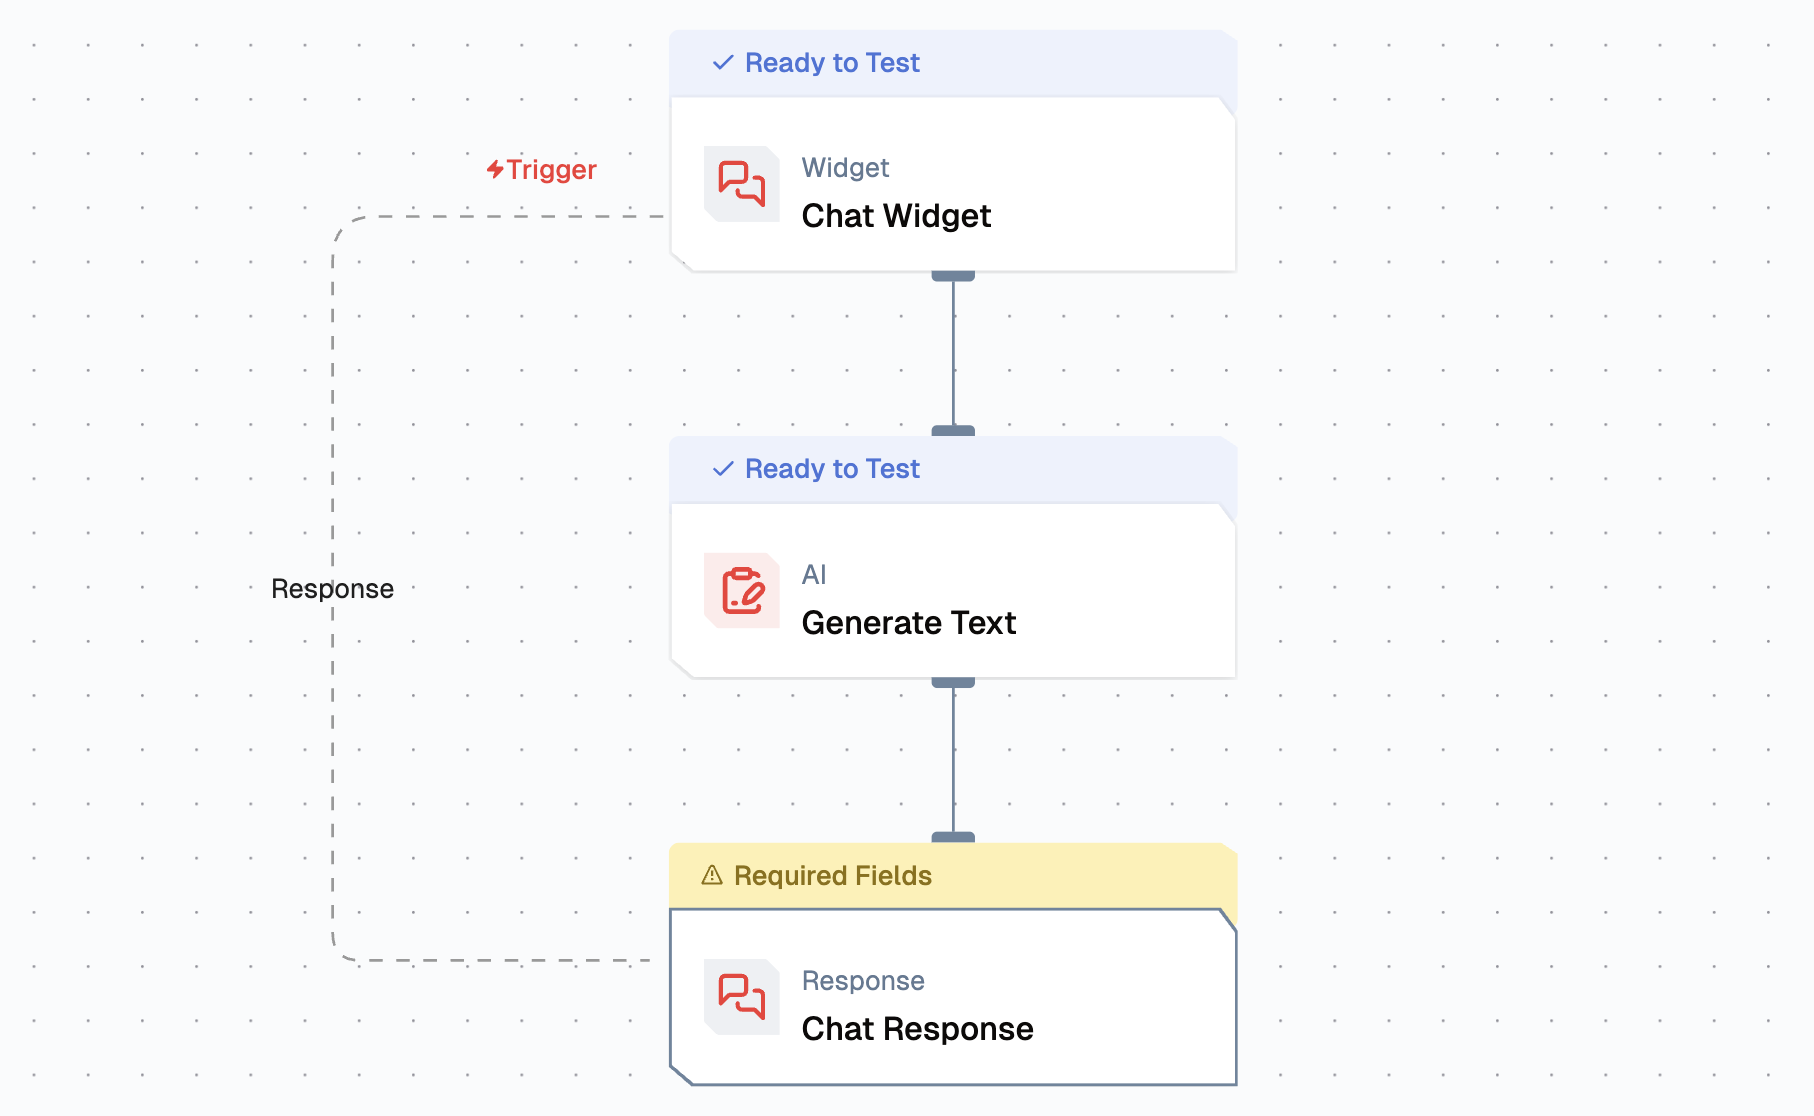 Ready to Test
Trigger
Widget
Chat Widget
Ready to Test
AI
Generate Text
Response
Required Fields
Response
Chat Response